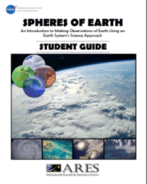 SPHERES OF EARTH
An Introduction to Making Observations of Earth Using an
Earth System's Science Approach
STUDENT GUIDE
ARES